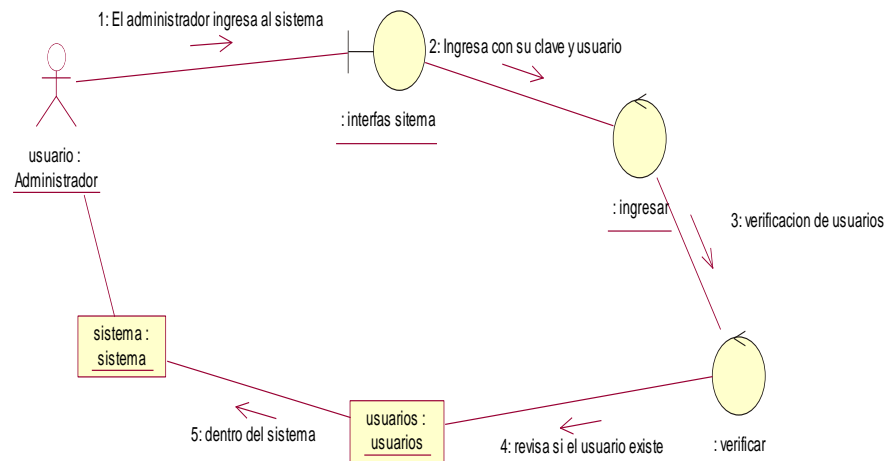 1: El administrador ingresa al sistema
2: Ingresa con su clave y usuario
: interfas sitema
usuario :
Administrador
: ingresar
3: verificacion de usuarios
sistema :
sistema
usuarios :
usuarios
5: dentro del sistema
4: revisa si el usuario existe
: verificar